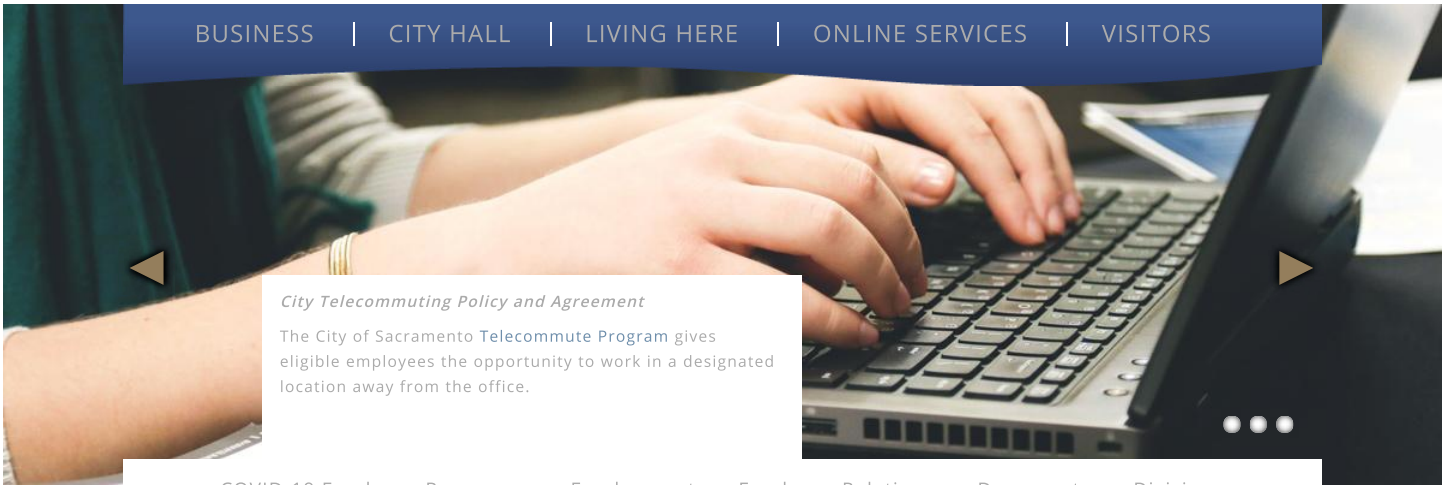 BUSINESS CITY HALL LIVING HERE ONLINE SERVICES VISITORS
City Telecommuting Policy and Agreement
The City of Sacramento Telecommute Program gives
eligible employees the opportunity to work in a designated
location away from the office.